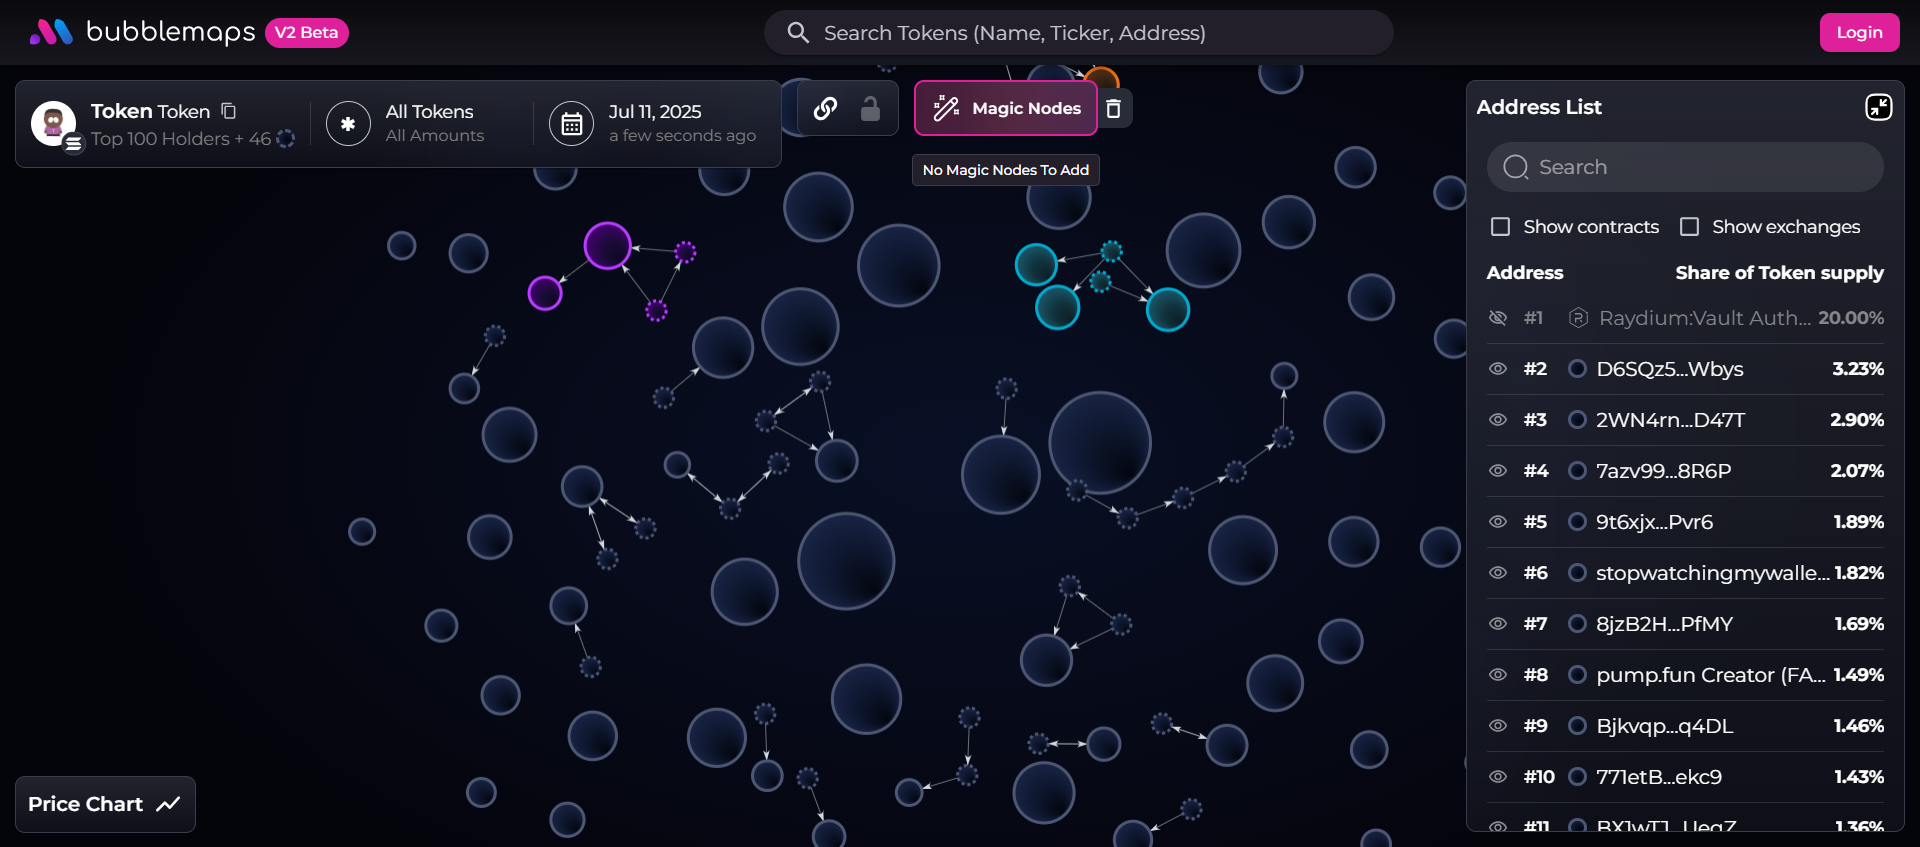 bubblemaps V2 Beta
Search Tokens (Name, Ticker, Address)
Login
Token Token
Top 100 Holders + 46
All Tokens
All Amounts
Jul 11, 2025
a few seconds ago
Magic Nodes
No Magic Nodes To Add
Address List
Search
Show contracts
Show exchanges
Address Share of Token supply
#1 Raydium:Vault Auth... 20.00%
#2 D6SQz5...Wbys 3.23%
#3 2WN4rn...D47T 2.90%
#4 7azv99...8R6P 2.07%
#5 9t6xjx...Pvr6 1.89%
#6 stopwatchingmywalle... 1.82%
#7 8jzB2H...PfMY 1.69%
#8 pump.fun Creator (FA... 1.49%
#9 Bjkvqp...q4DL 1.46%
#10 771etB...ekc9 1.43%
#11 1.36%
Price Chart